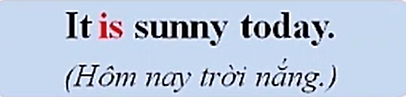 It is sunny today.
(Hôm nay trời nắng.)